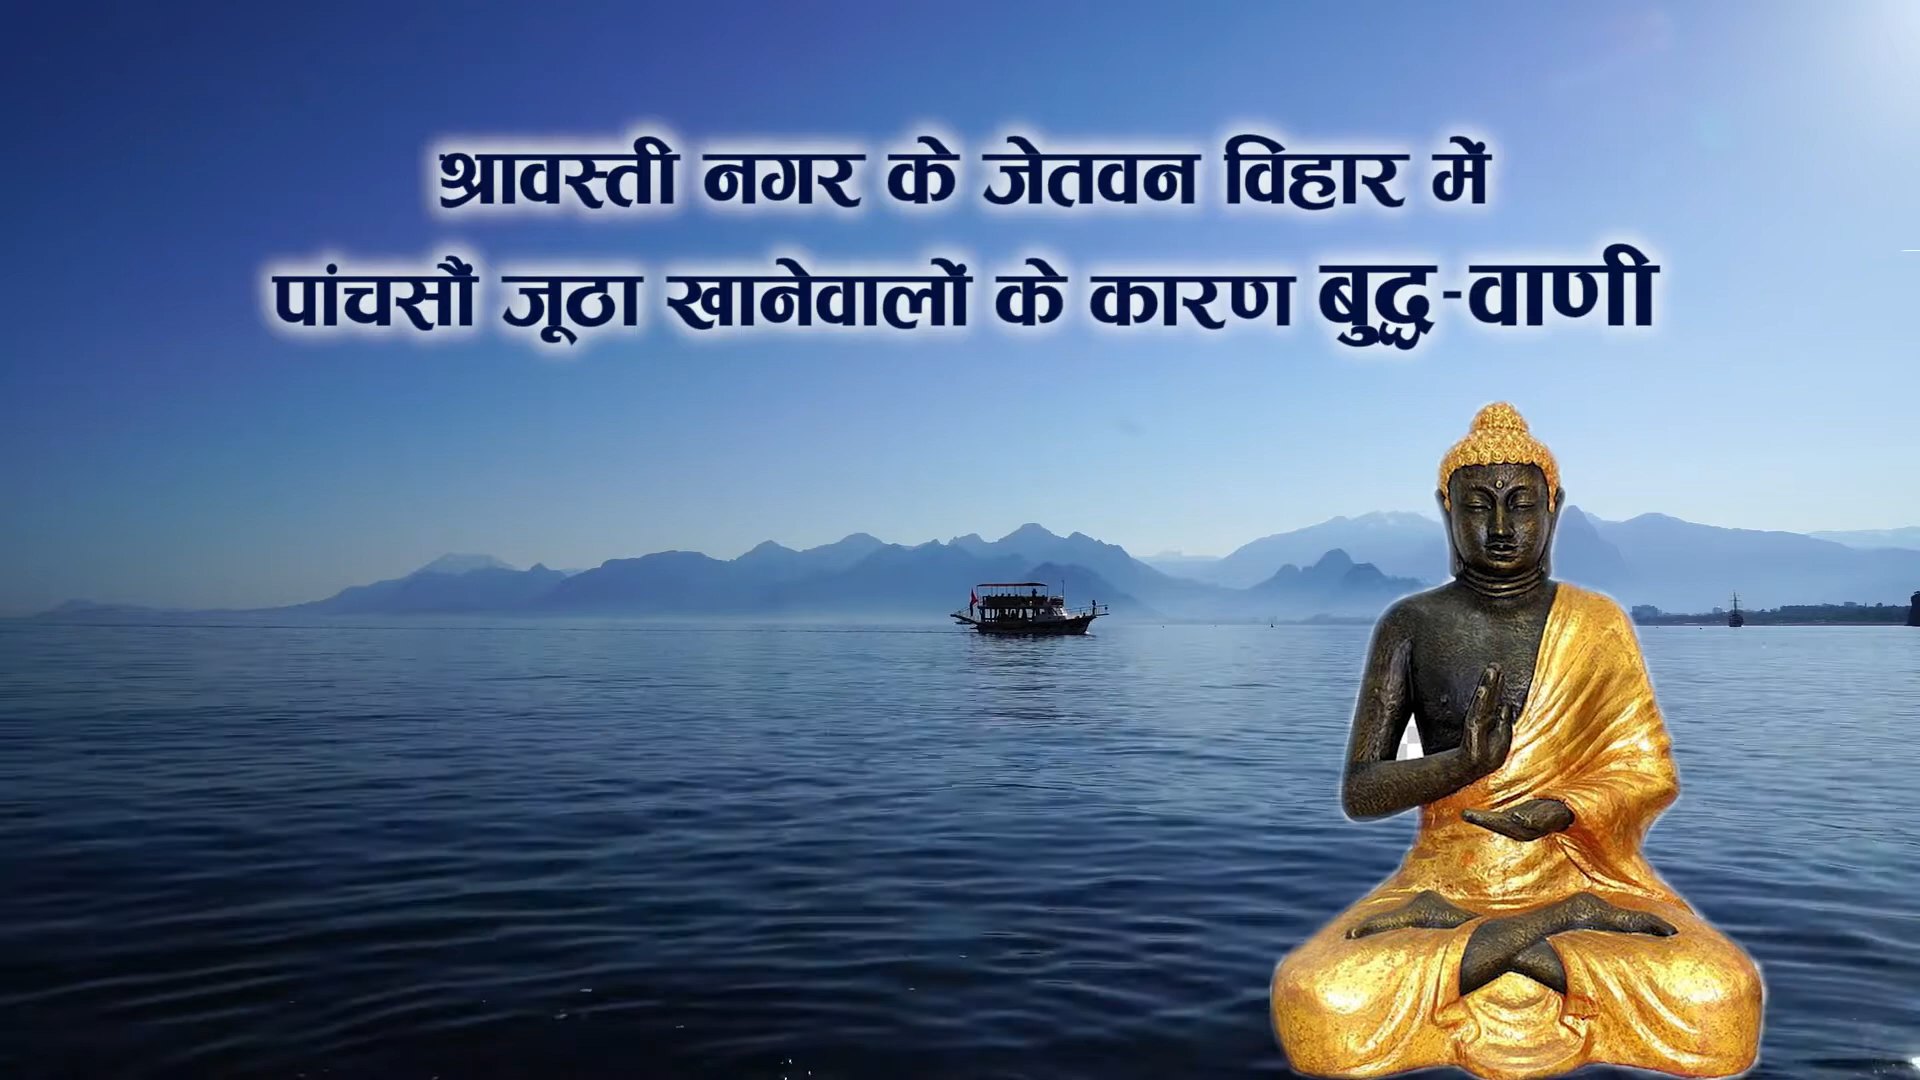 श्रावस्ती नगर के जेतवन विहार में
पांचसौं जूठा खानेवालों के कारण बुद्ध-वाणी